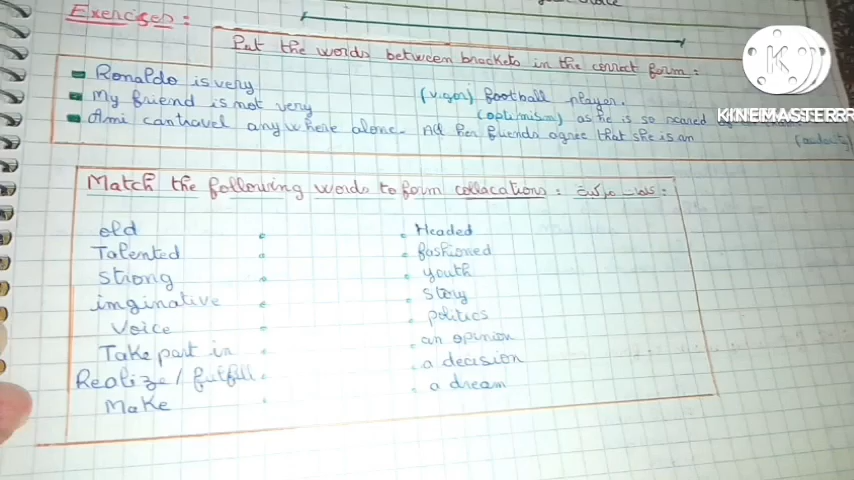 Exercises :
Put the words between brackets in the correct form :
Ronaldo is very (vigor) football player.
My friend is not very (optimism) as he is so scared
Ami can travel anywhere alone. All her friends agree that she is an
Match the following words to form collocations : كلمات مركبة :
old . . Headed
Talented . . fashioned
strong . . youth
imginative . . story
Voice . . politics
Take part in . . an opinion
Realize / fulfill . . a decision
Make . . a dream
K
KINEMASTER